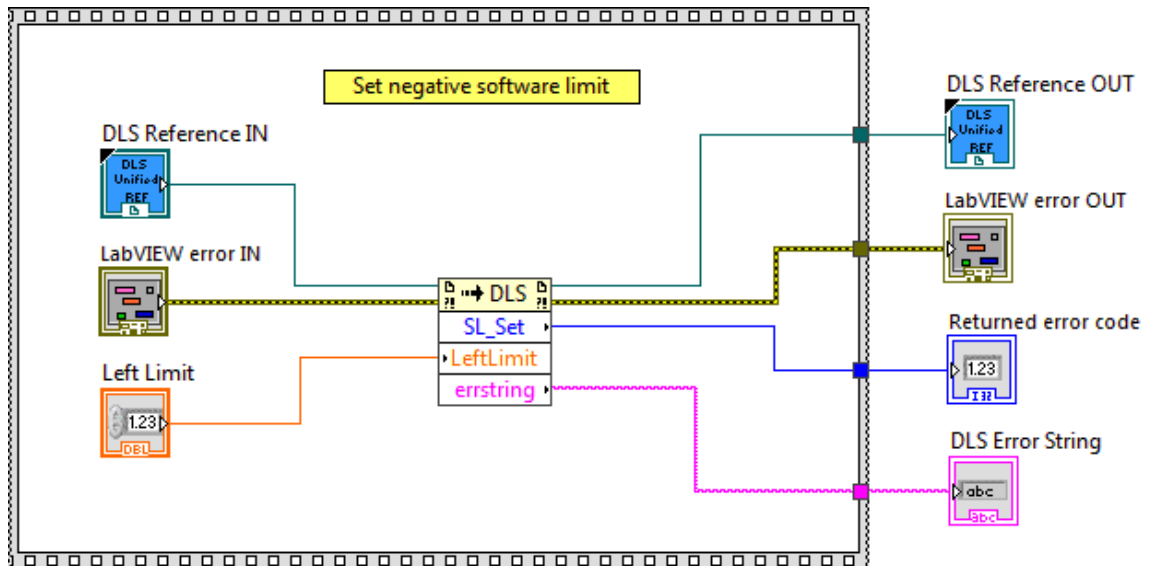 Set negative software limit
DLS Reference IN
DLS
Unified
REF
LabVIEW error IN
Left Limit
1.23
DBL
?! DLS ?!
SL_Set
LeftLimit
errstring
DLS Reference OUT
DLS
Unified
REF
LabVIEW error OUT
Returned error code
1.23
I32
DLS Error String
abc
abc